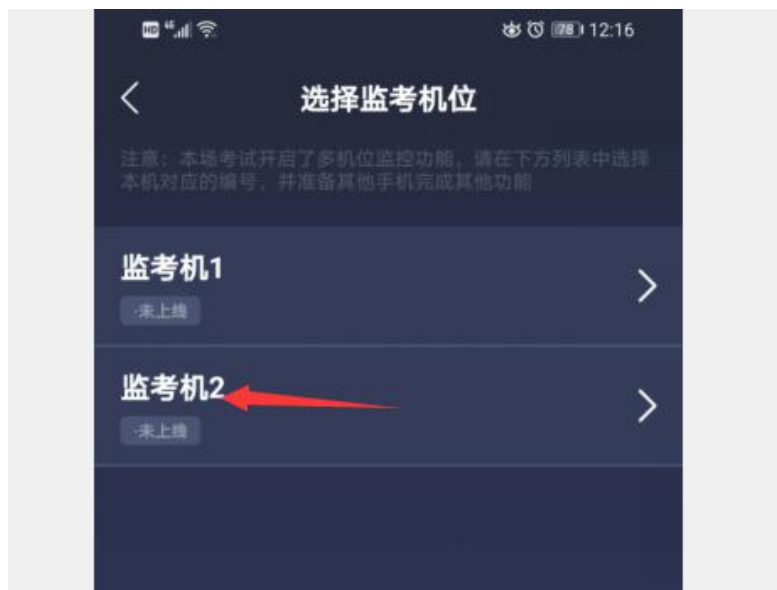 HD 78 12:16
选择监考机位
注意：本场考试开启了多机位监控功能，请在下方列表中选择
本机对应的编号，并准备其他手机完成其他功能
监考机1
·未上线
监考机2
·未上线